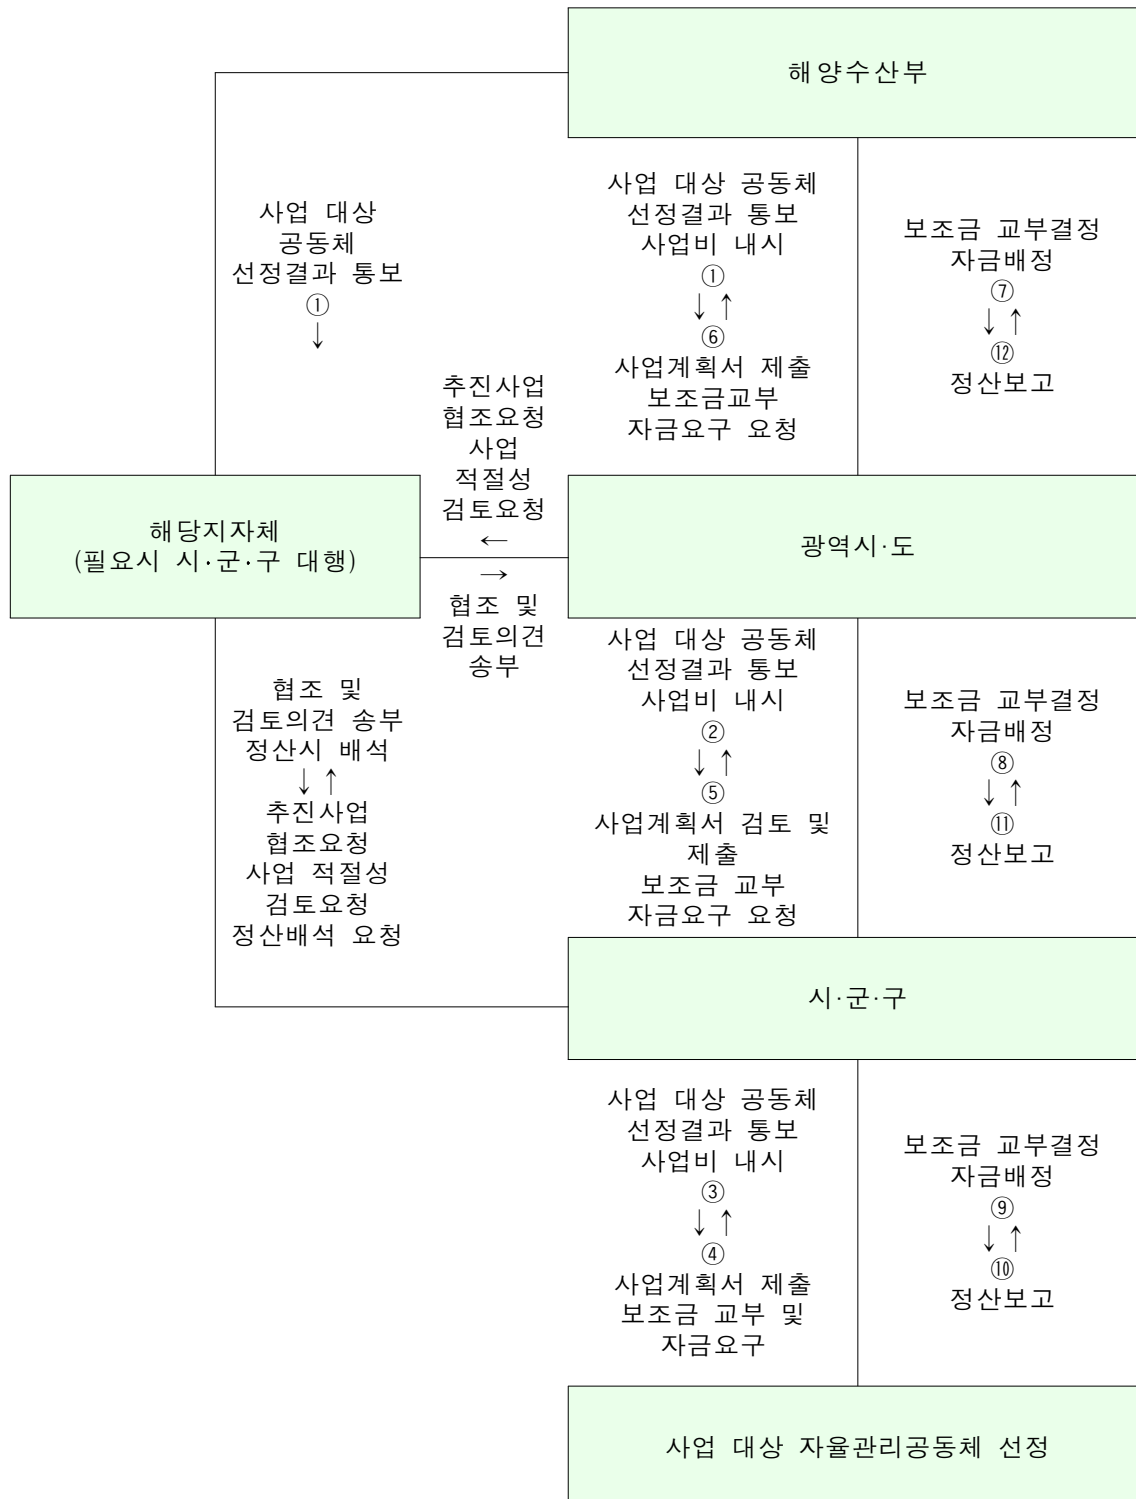 해양수산부
사업 대상
공동체
선정결과 통보
①
↓
사업 대상 공동체
선정결과 통보
사업비 내시
①
↓ ↑
⑥
사업계획서 제출
보조금교부
자금요구 요청
보조금 교부결정
자금배정
⑦
↓ ↑
⑫
정산보고
추진사업
협조요청
사업
적절성
검토요청
←
→
협조 및
검토의견
송부
해당지자체
(필요시 시·군·구 대행)
광역시·도
협조 및
검토의견 송부
정산시 배석
↓ ↑
추진사업
협조요청
사업 적절성
검토요청
정산배석 요청
사업 대상 공동체
선정결과 통보
사업비 내시
②
↓ ↑
⑤
사업계획서 검토 및
제출
보조금 교부
자금요구 요청
보조금 교부결정
자금배정
⑧
↓ ↑
⑪
정산보고
시·군·구
사업 대상 공동체
선정결과 통보
사업비 내시
③
↓ ↑
④
사업계획서 제출
보조금 교부 및
자금요구
보조금 교부결정
자금배정
⑨
↓ ↑
⑩
정산보고
사업 대상 자율관리공동체 선정